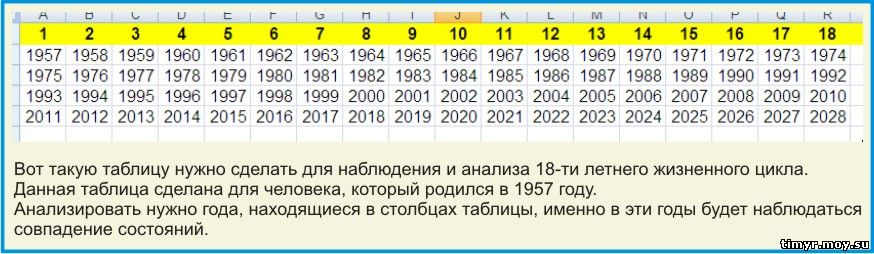 A B C D E F G H I J K L M N O P Q R
1 2 3 4 5 6 7 8 9 10 11 12 13 14 15 16 17 18
1957 1958 1959 1960 1961 1962 1963 1964 1965 1966 1967 1968 1969 1970 1971 1972 1973 1974
1975 1976 1977 1978 1979 1980 1981 1982 1983 1984 1985 1986 1987 1988 1989 1990 1991 1992
1993 1994 1995 1996 1997 1998 1999 2000 2001 2002 2003 2004 2005 2006 2007 2008 2009 2010
2011 2012 2013 2014 2015 2016 2017 2018 2019 2020 2021 2022 2023 2024 2025 2026 2027 2028
Вот такую таблицу нужно сделать для наблюдения и анализа 18-ти летнего жизненного цикла.
Данная таблица сделана для человека, который родился в 1957 году.
Анализировать нужно года, находящиеся в столбцах таблицы, именно в эти годы будет наблюдаться
совпадение состояний.
timyr.moy.su